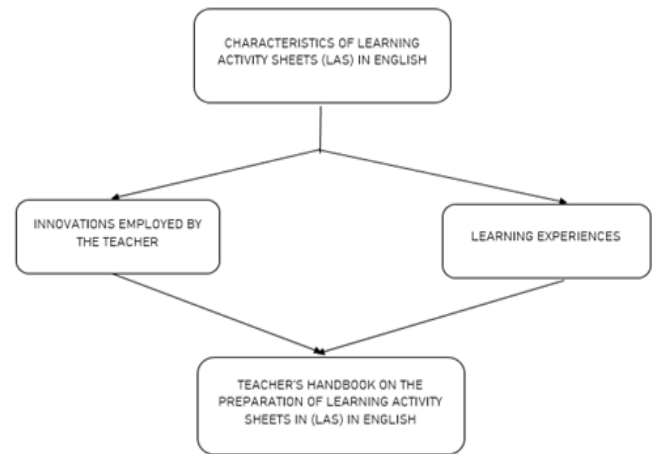 CHARACTERISTICS OF LEARNING
ACTIVITY SHEETS (LAS) IN ENGLISH
INNOVATIONS EMPLOYED BY
THE TEACHER
LEARNING EXPERIENCES
TEACHER'S HANDBOOK ON THE
PREPARATION OF LEARNING ACTIVITY
SHEETS IN (LAS) IN ENGLISH